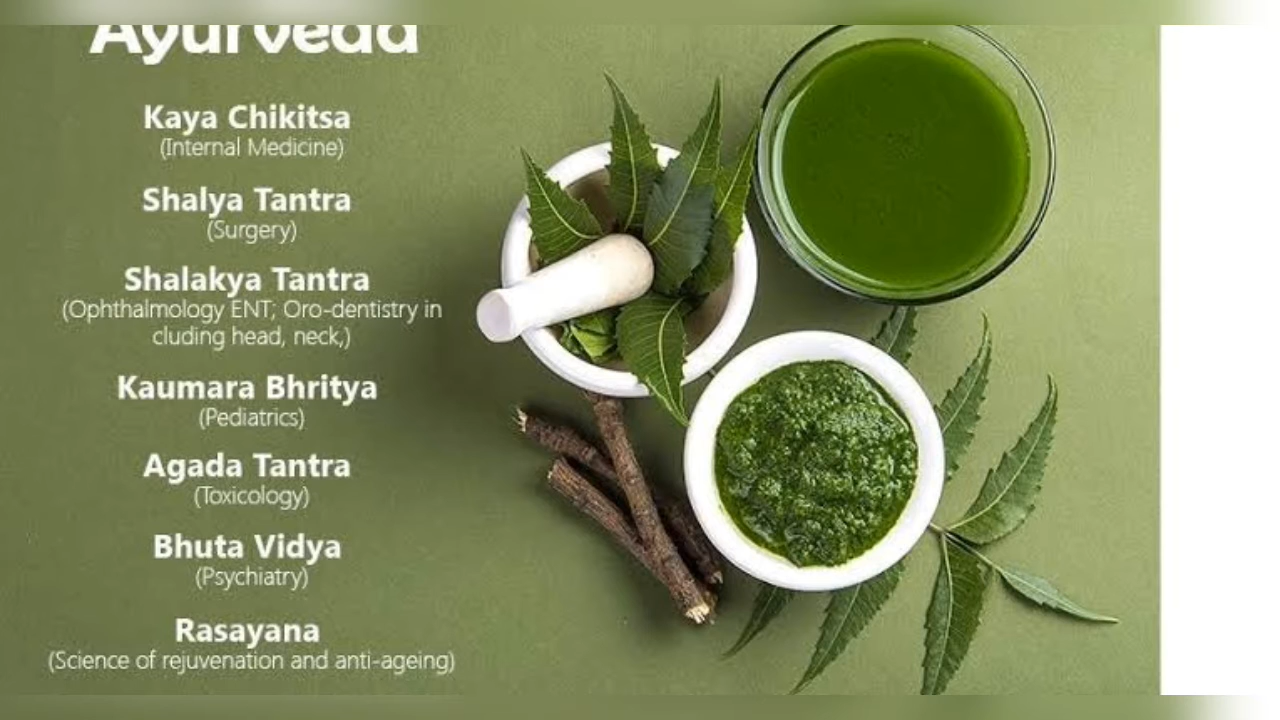 Ayurveda
Kaya Chikitsa
(Internal Medicine)
Shalya Tantra
(Surgery)
Shalakya Tantra
(Ophthalmology ENT; Oro-dentistry in
cluding head, neck,)
Kaumara Bhritya
(Pediatrics)
Agada Tantra
(Toxicology)
Bhuta Vidya
(Psychiatry)
Rasayana
(Science of rejuvenation and anti-ageing)